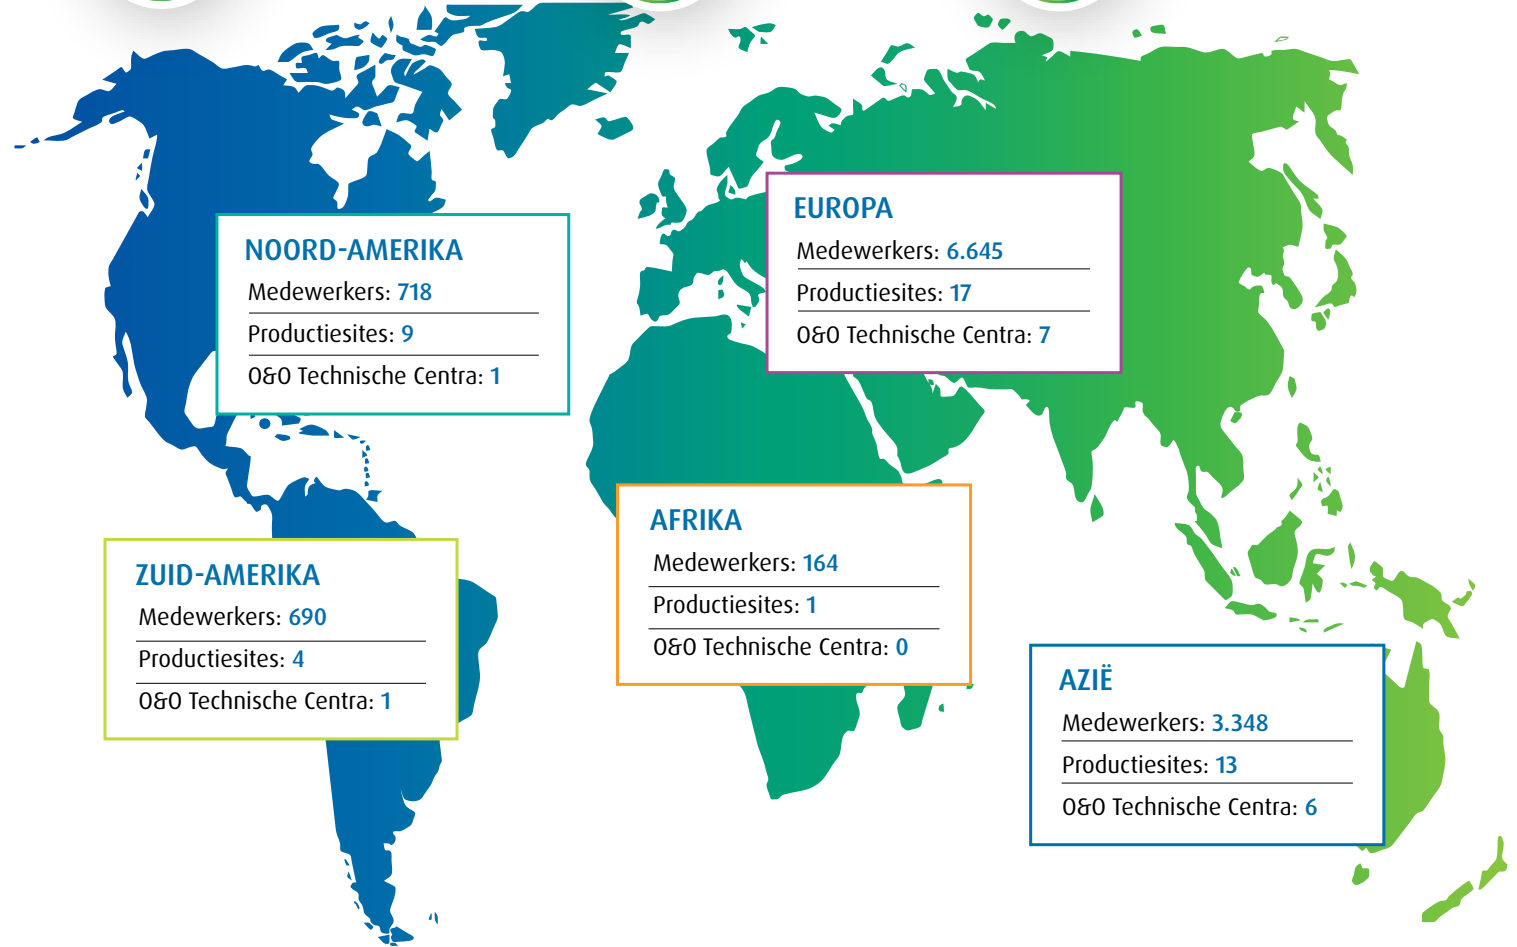 NOORD-AMERIKA
Medewerkers: 718
Productiesites: 9
O&O Technische Centra: 1
EUROPA
Medewerkers: 6.645
Productiesites: 17
O&O Technische Centra: 7
ZUID-AMERIKA
Medewerkers: 690
Productiesites: 4
O&O Technische Centra: 1
AFRIKA
Medewerkers: 164
Productiesites: 1
O&O Technische Centra: 0
AZIË
Medewerkers: 3.348
Productiesites: 13
O&O Technische Centra: 6